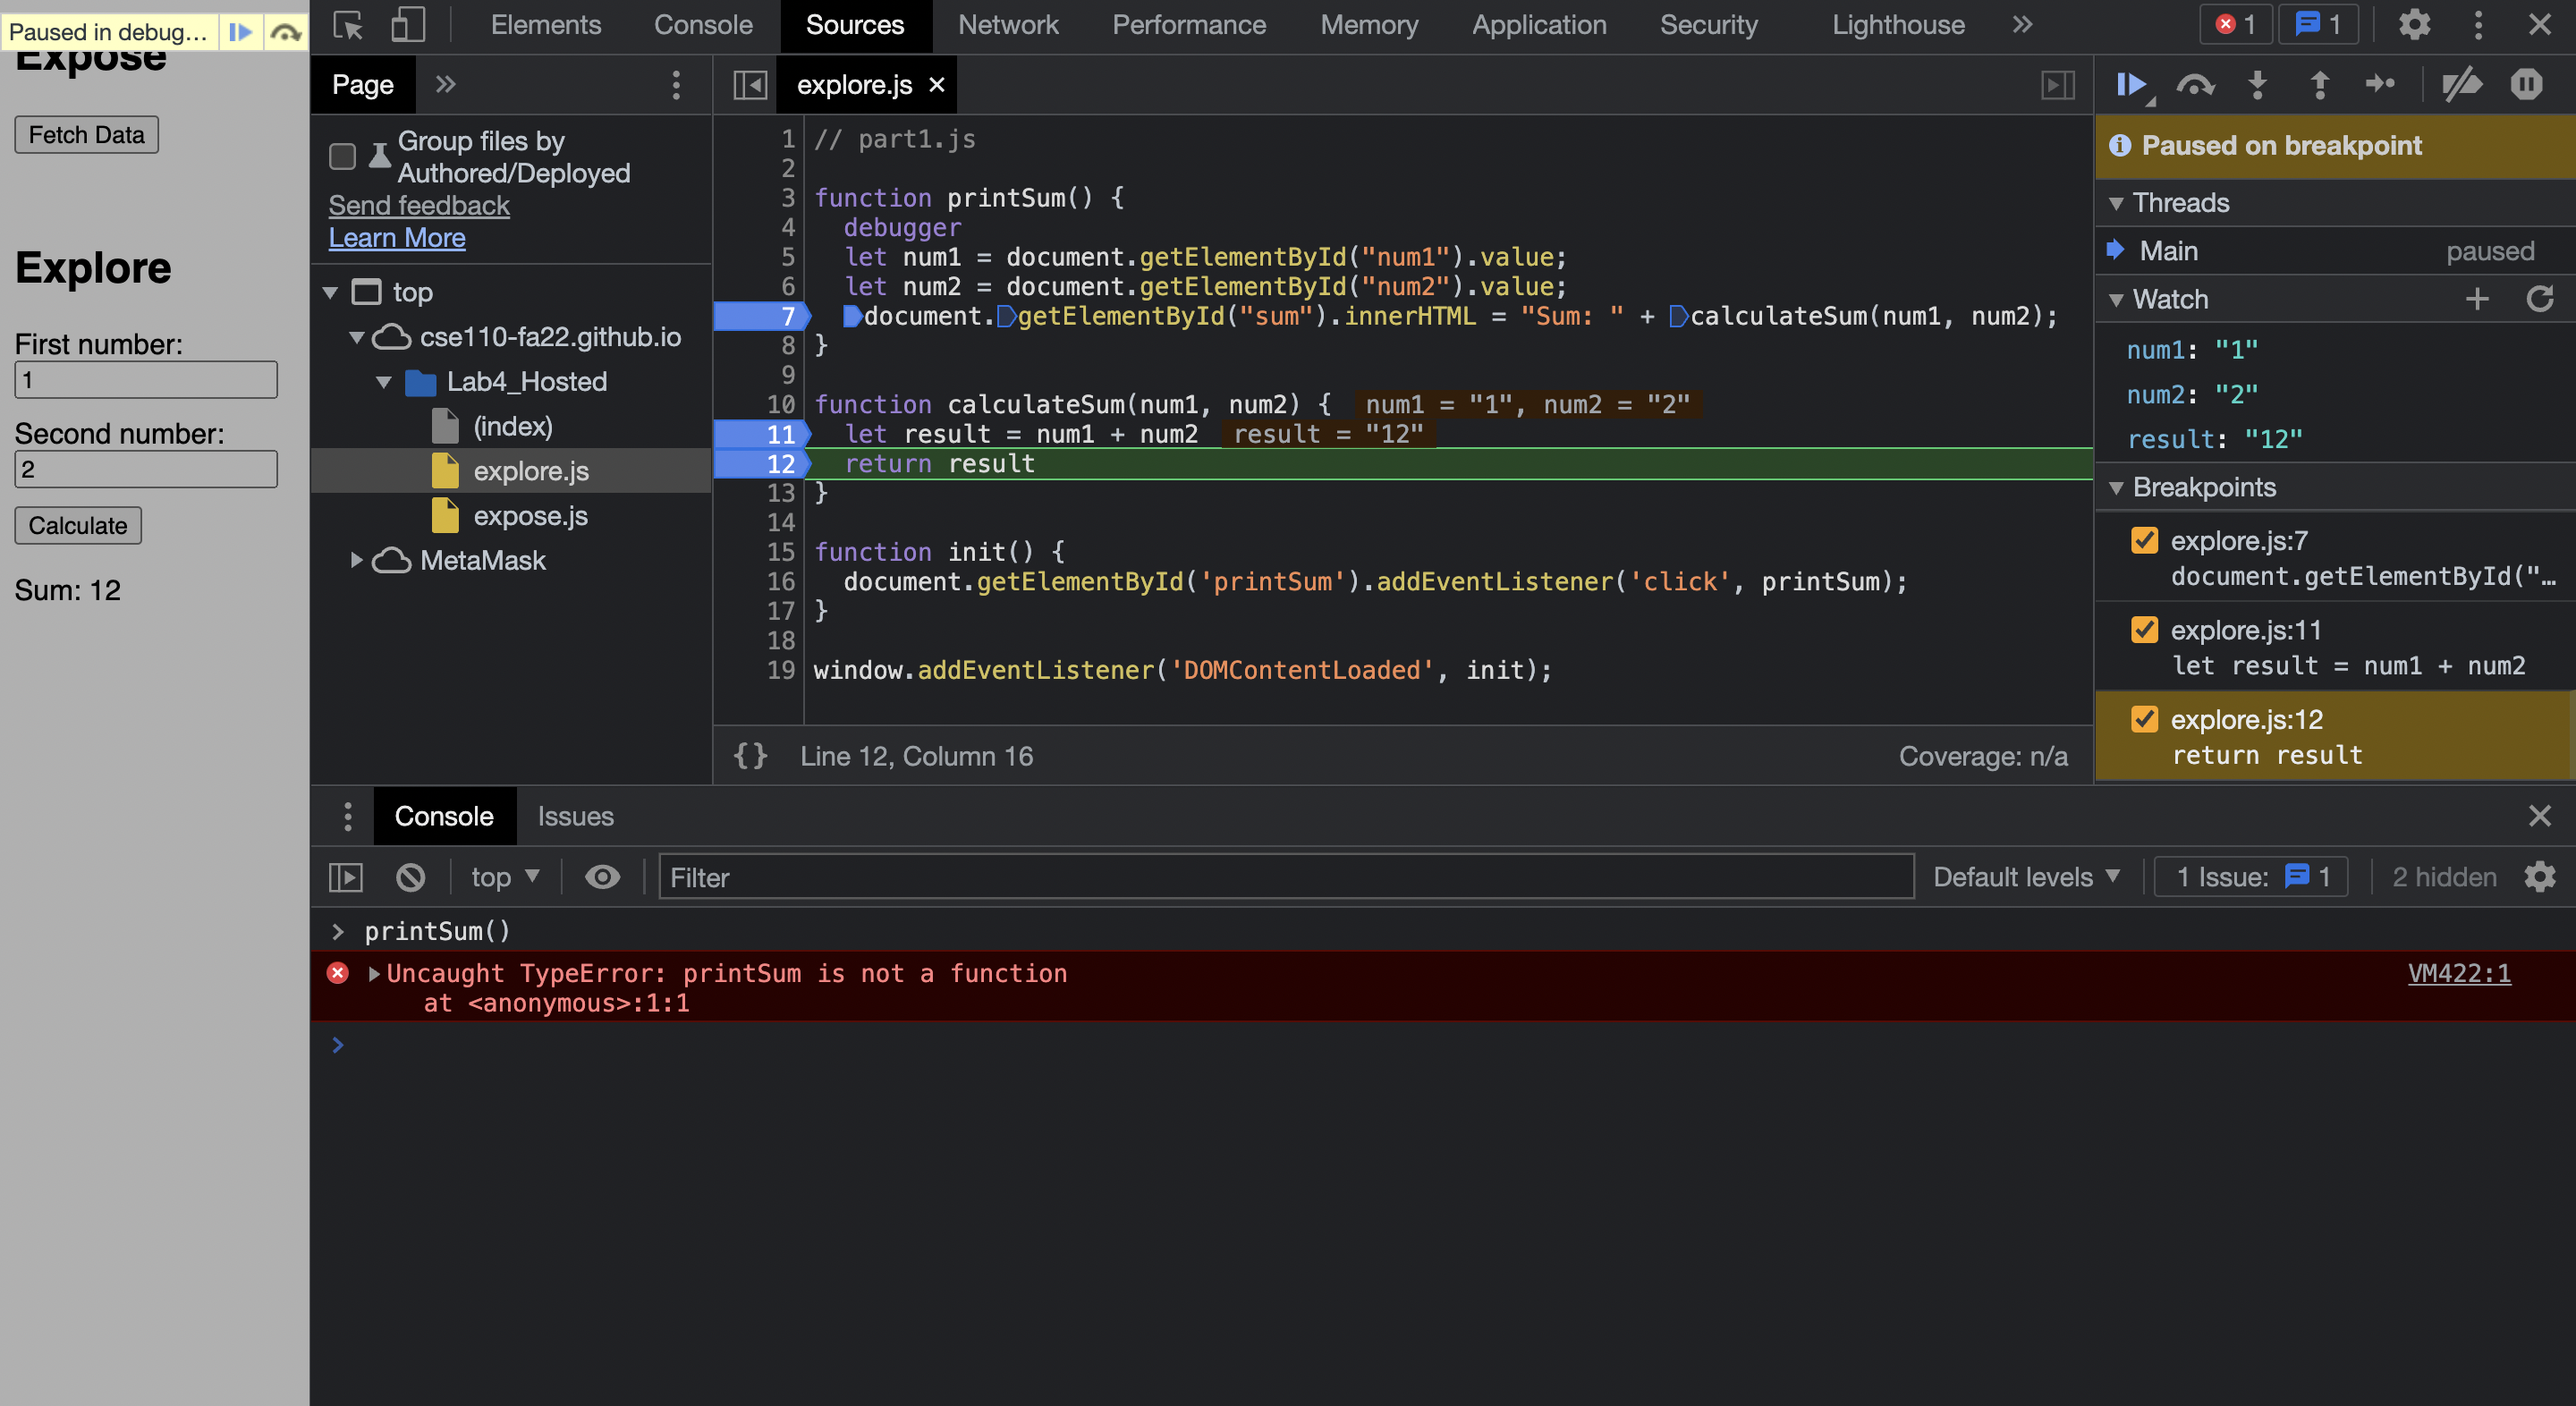 Paused in debug...
Expose
Fetch Data
Explore
First number:
1
Second number:
2
Calculate
Sum: 12
Elements
Console
Sources
Network
Performance
Memory
Application
Security
Lighthouse
»
1
1
Page
»
Group files by
Authored/Deployed
Send feedback
Learn More
top
cse110-fa22.github.io
Lab4_Hosted
(index)
explore.js
expose.js
MetaMask
explore.js ×
1 // part1.js
2
3 function printSum() {
4   debugger
5   let num1 = document.getElementById("num1").value;
6   let num2 = document.getElementById("num2").value;
7   document.getElementById("sum").innerHTML = "Sum: " + calculateSum(num1, num2);
8 }
9
10 function calculateSum(num1, num2) { num1 = "1", num2 = "2"
11   let result = num1 + num2 result = "12"
12   return result
13 }
14
15 function init() {
16   document.getElementById('printSum').addEventListener('click', printSum);
17 }
18
19 window.addEventListener('DOMContentLoaded', init);
{} Line 12, Column 16
Coverage: n/a
Paused on breakpoint
Threads
Main paused
Watch
num1: "1"
num2: "2"
result: "12"
Breakpoints
explore.js:7
document.getElementById("…
explore.js:11
let result = num1 + num2
explore.js:12
return result
Console
Issues
top
Filter
Default levels
1 Issue: 1
2 hidden
> printSum()
Uncaught TypeError: printSum is not a function VM422:1
at <anonymous>:1:1
>